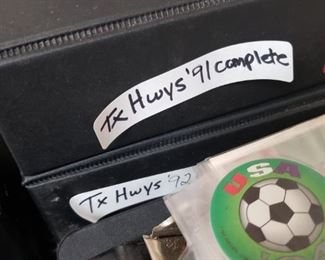 Tx Hwys '91 complete
Tx Hwys '92
USA